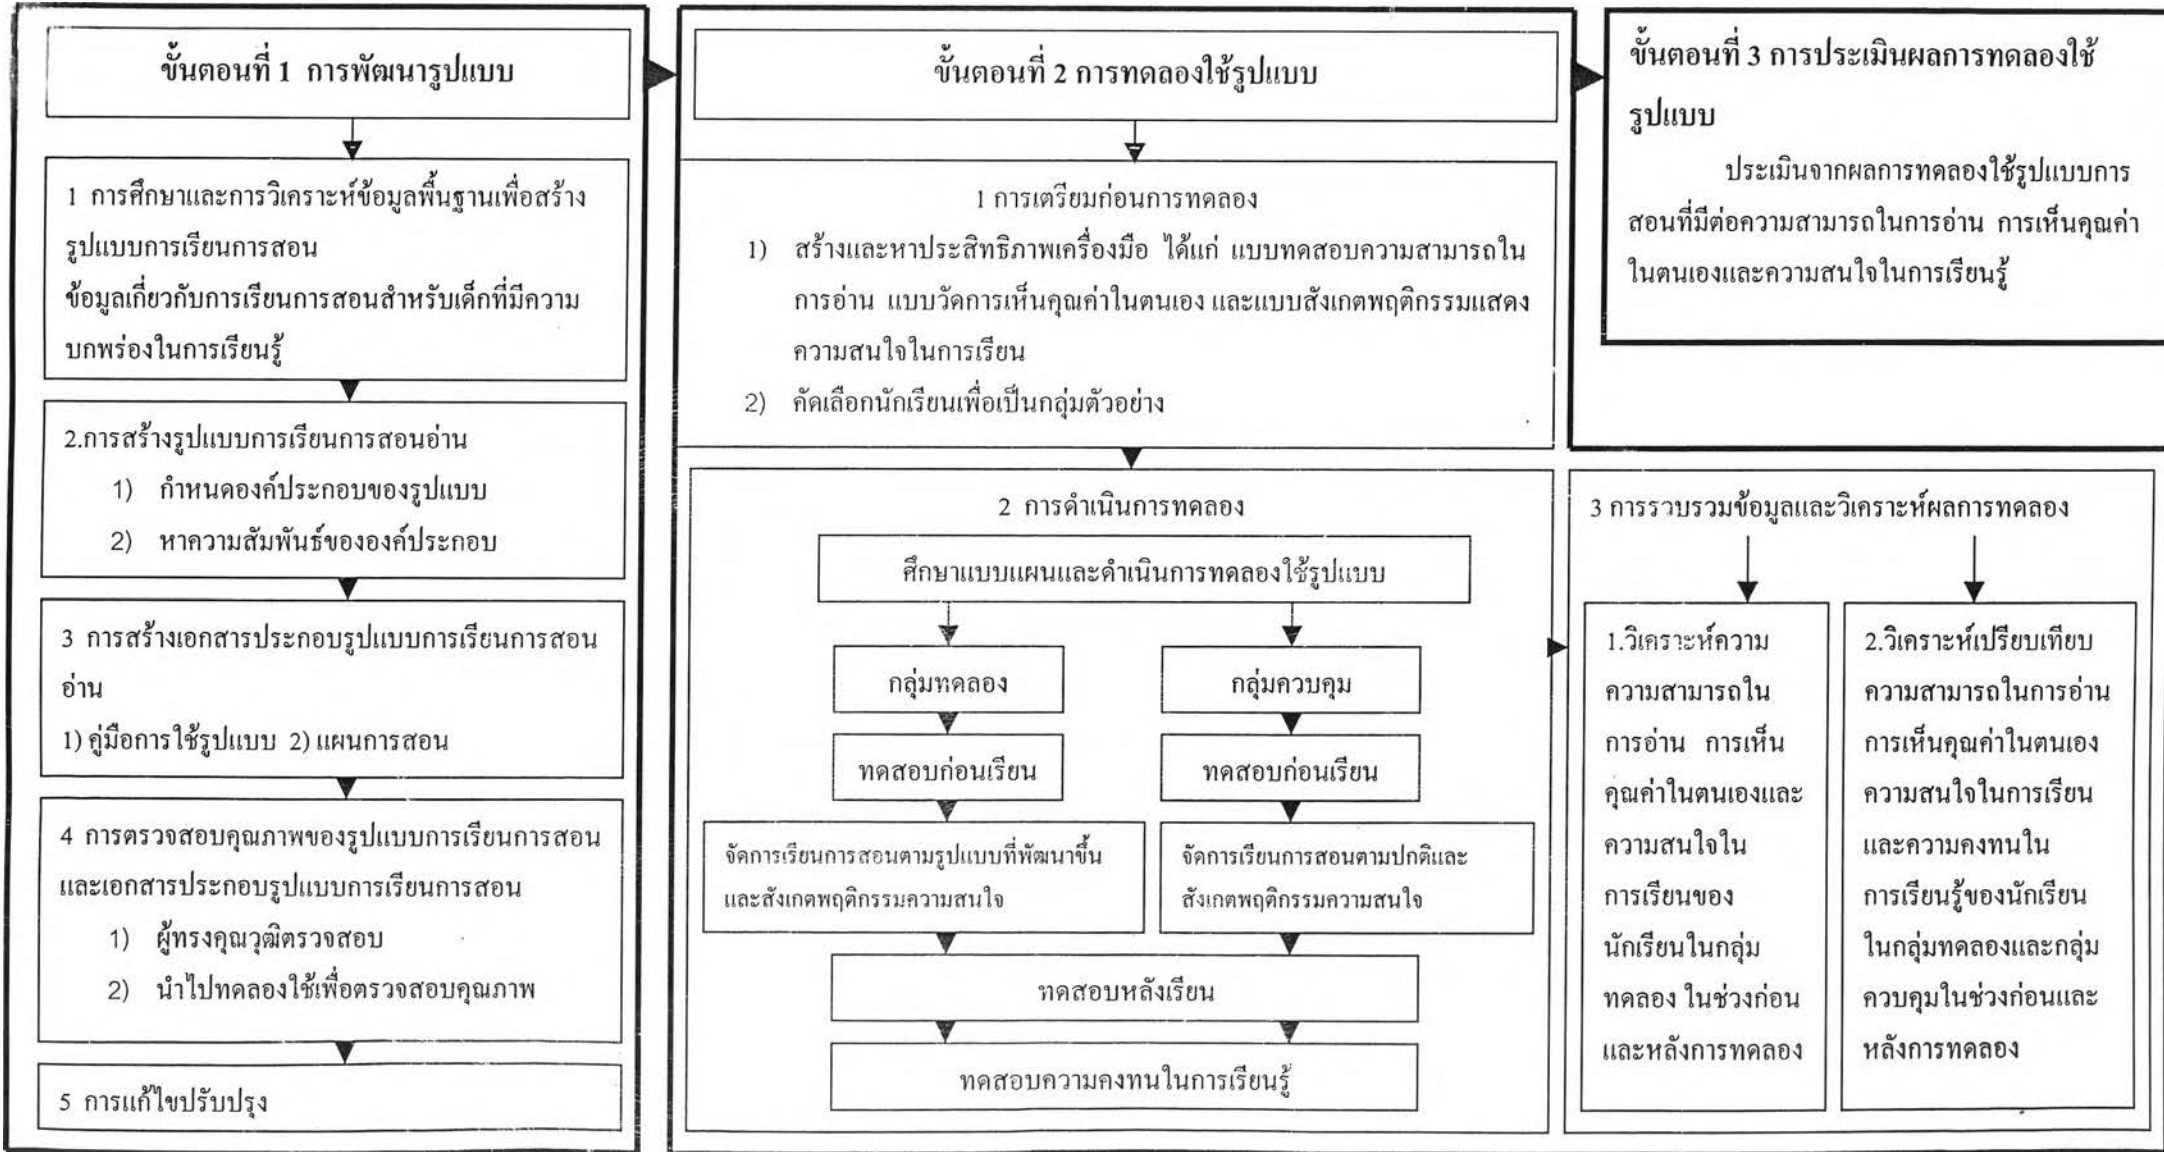 ขั้นตอนที่ 1 การพัฒนารูปแบบ
1 การศึกษาและการวิเคราะห์ข้อมูลพื้นฐานเพื่อสร้าง
รูปแบบการเรียนการสอน
ข้อมูลเกี่ยวกับการเรียนการสอนสำหรับเด็กที่มีความ
บกพร่องในการเรียนรู้
2.การสร้างรูปแบบการเรียนการสอนอ่าน
1) กำหนดองค์ประกอบของรูปแบบ
2) หาความสัมพันธ์ขององค์ประกอบ
3 การสร้างเอกสารประกอบรูปแบบการเรียนการสอน
อ่าน
1) คู่มือการใช้รูปแบบ 2) แผนการสอน
4 การตรวจสอบคุณภาพของรูปแบบการเรียนการสอน
และเอกสารประกอบรูปแบบการเรียนการสอน
1) ผู้ทรงคุณวุฒิตรวจสอบ
2) นำไปทดลองใช้เพื่อตรวจสอบคุณภาพ
5 การแก้ไขปรับปรุง
ขั้นตอนที่ 2 การทดลองใช้รูปแบบ
1 การเตรียมก่อนการทดลอง
1) สร้างและหาประสิทธิภาพเครื่องมือ ได้แก่ แบบทดสอบความสามารถใน
การอ่าน แบบวัดการเห็นคุณค่าในตนเอง และแบบสังเกตพฤติกรรมแสดง
ความสนใจในการเรียน
2) คัดเลือกนักเรียนเพื่อเป็นกลุ่มตัวอย่าง
2 การดำเนินการทดลอง
ศึกษาแบบแผนและดำเนินการทดลองใช้รูปแบบ
กลุ่มทดลอง
กลุ่มควบคุม
ทดสอบก่อนเรียน
ทดสอบก่อนเรียน
จัดการเรียนการสอนตามรูปแบบที่พัฒนาขึ้น
และสังเกตพฤติกรรมความสนใจ
จัดการเรียนการสอนตามปกติและ
สังเกตพฤติกรรมความสนใจ
ทดสอบหลังเรียน
ทดสอบความคงทนในการเรียนรู้
3 การรวบรวมข้อมูลและวิเคราะห์ผลการทดลอง
1.วิเคราะห์ความ
ความสามารถใน
การอ่าน การเห็น
คุณค่าในตนเองและ
ความสนใจใน
การเรียนของ
นักเรียนในกลุ่ม
ทดลอง ในช่วงก่อน
และหลังการทดลอง
2.วิเคราะห์เปรียบเทียบ
ความสามารถในการอ่าน
การเห็นคุณค่าในตนเอง
ความสนใจในการเรียน
และความคงทนใน
การเรียนรู้ของนักเรียน
ในกลุ่มทดลองและกลุ่ม
ควบคุมในช่วงก่อนและ
หลังการทดลอง
ขั้นตอนที่ 3 การประเมินผลการทดลองใช้
รูปแบบ
ประเมินจากผลการทดลองใช้รูปแบบการ
สอนที่มีต่อความสามารถในการอ่าน การเห็นคุณค่า
ในตนเองและความสนใจในการเรียนรู้